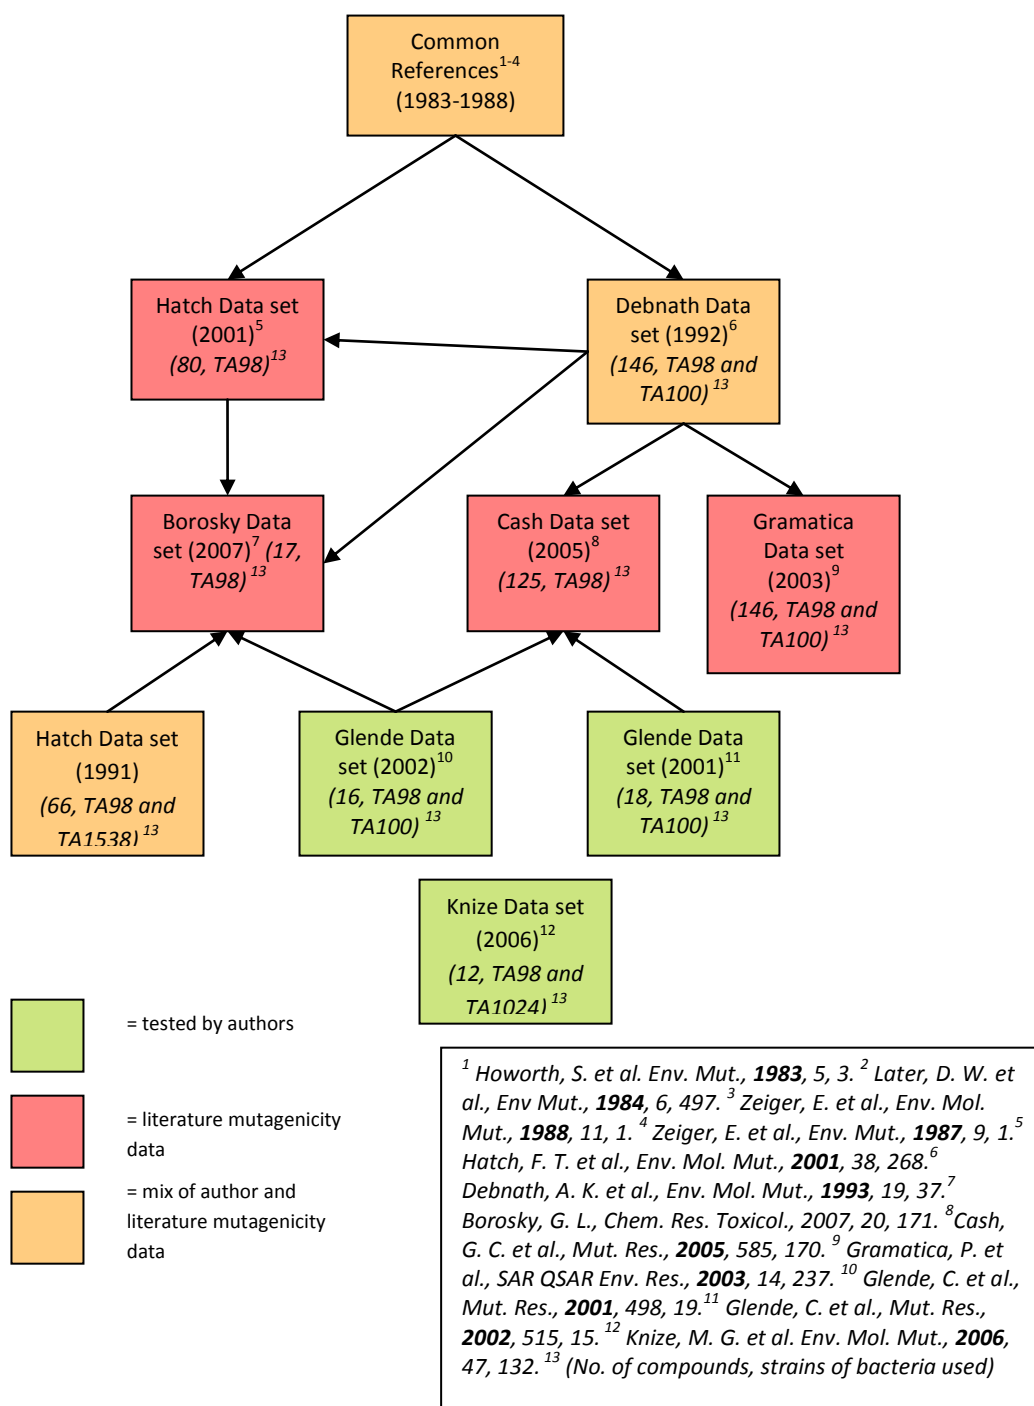 Common
References1-4
(1983-1988)
Hatch Data set
(2001)5
(80, TA98)13
Debnath Data
set (1992)6
(146, TA98 and
TA100) 13
Borosky Data
set (2007)7 (17,
TA98) 13
Cash Data set
(2005)8
(125, TA98) 13
Gramatica
Data set
(2003)9
(146, TA98 and
TA100) 13
Hatch Data set
(1991)
(66, TA98 and
TA1538) 13
Glende Data
set (2002)10
(16, TA98 and
TA100) 13
Glende Data
set (2001)11
(18, TA98 and
TA100) 13
Knize Data set
(2006)12
(12, TA98 and
TA1024) 13
= tested by authors
= literature mutagenicity
data
= mix of author and
literature mutagenicity
data
1 Howorth, S. et al. Env. Mut., 1983, 5, 3. 2 Later, D. W. et
al., Env Mut., 1984, 6, 497. 3 Zeiger, E. et al., Env. Mol.
Mut., 1988, 11, 1. 4 Zeiger, E. et al., Env. Mut., 1987, 9, 1.5
Hatch, F. T. et al., Env. Mol. Mut., 2001, 38, 268.6
Debnath, A. K. et al., Env. Mol. Mut., 1993, 19, 37.7
Borosky, G. L., Chem. Res. Toxicol., 2007, 20, 171. 8Cash,
G. C. et al., Mut. Res., 2005, 585, 170. 9 Gramatica, P. et
al., SAR QSAR Env. Res., 2003, 14, 237. 10 Glende, C. et al.,
Mut. Res., 2001, 498, 19.11 Glende, C. et al., Mut. Res.,
2002, 515, 15. 12 Knize, M. G. et al. Env. Mol. Mut., 2006,
47, 132. 13 (No. of compounds, strains of bacteria used)